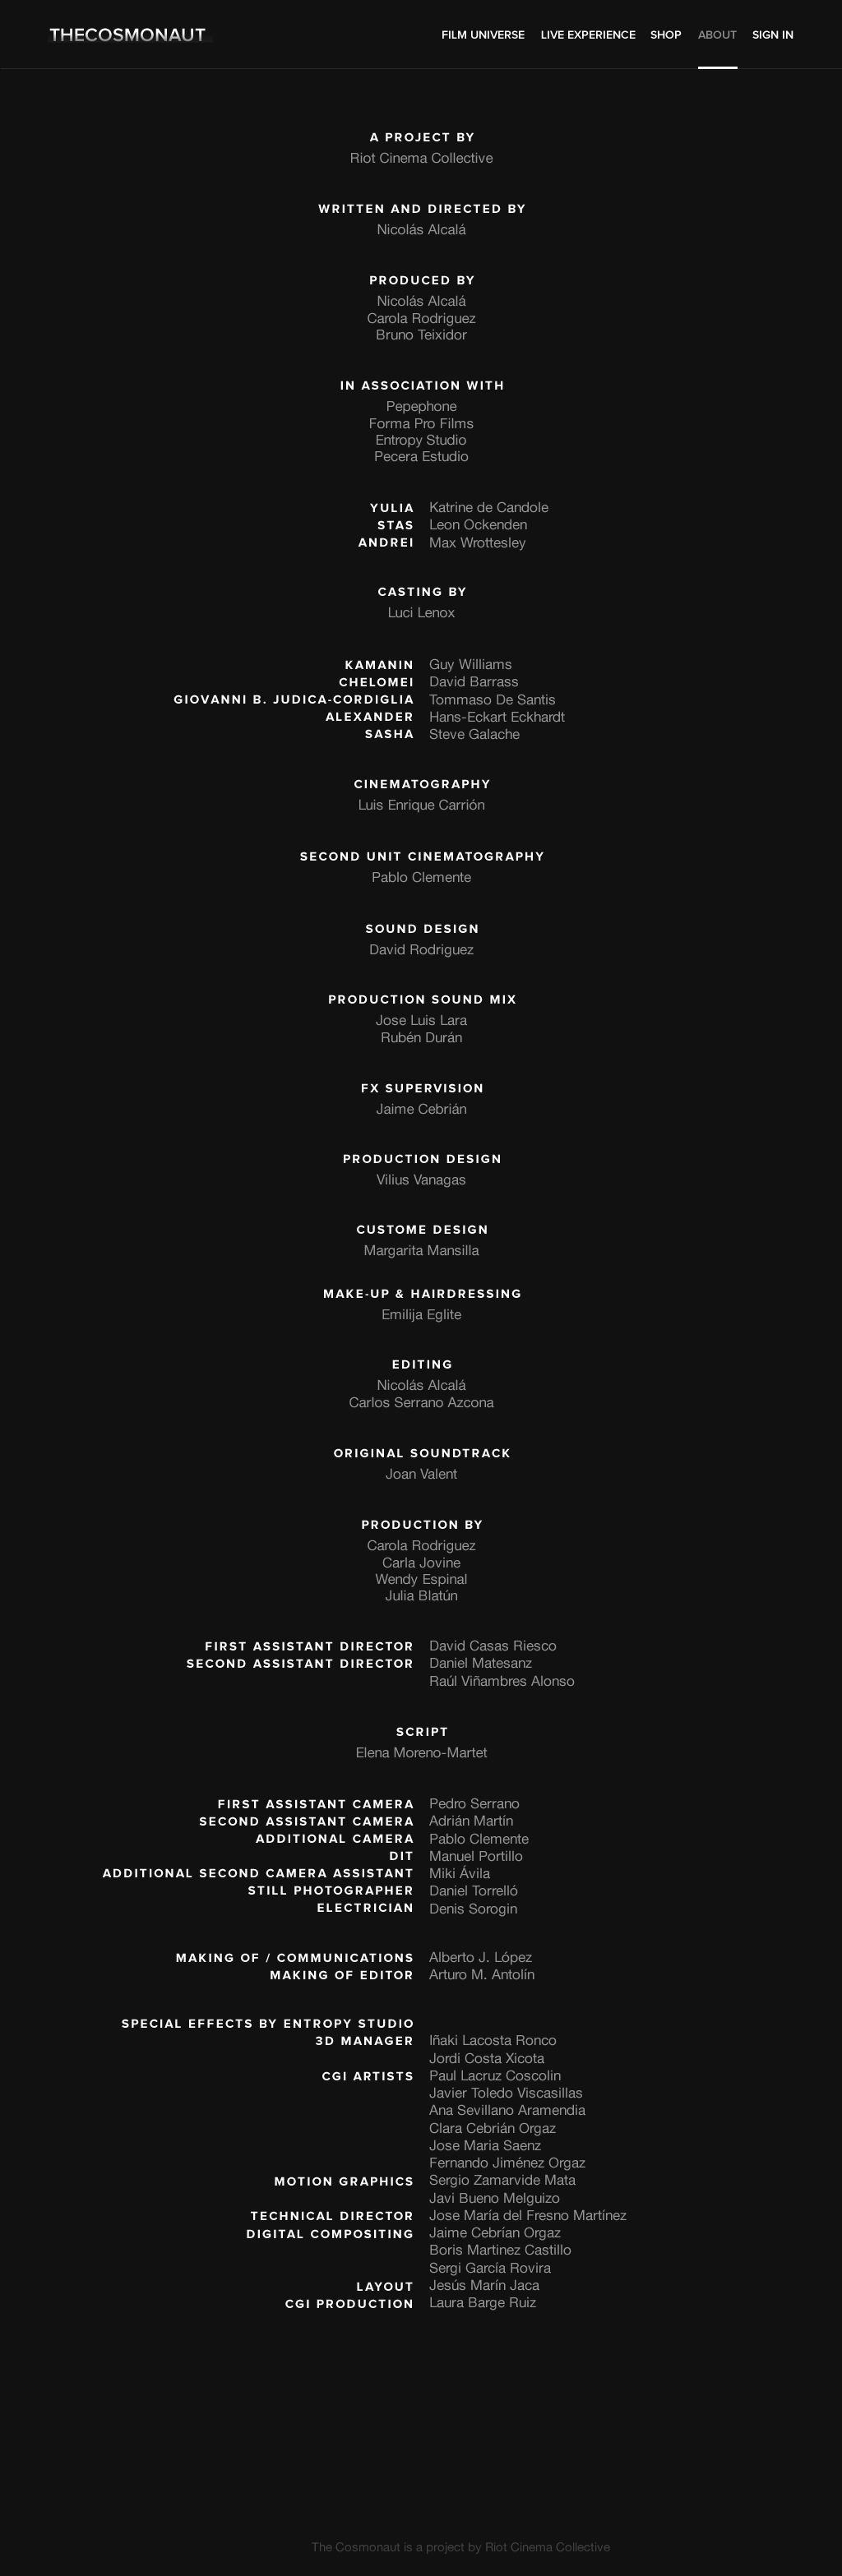 THECOSMONAUT FILM UNIVERSE LIVE EXPERIENCE SHOP ABOUT SIGN IN
A PROJECT BY
Riot Cinema Collective
WRITTEN AND DIRECTED BY
Nicolás Alcalá
PRODUCED BY
Nicolás Alcalá
Carola Rodriguez
Bruno Teixidor
IN ASSOCIATION WITH
Pepephone
Forma Pro Films
Entropy Studio
Pecera Estudio
YULIA Katrine de Candole
STAS Leon Ockenden
ANDREI Max Wrottesley
CASTING BY
Luci Lenox
KAMANIN Guy Williams
CHELOMEI David Barrass
GIOVANNI B. JUDICA-CORDIGLIA Tommaso De Santis
ALEXANDER Hans-Eckart Eckhardt
SASHA Steve Galache
CINEMATOGRAPHY
Luis Enrique Carrión
SECOND UNIT CINEMATOGRAPHY
Pablo Clemente
SOUND DESIGN
David Rodriguez
PRODUCTION SOUND MIX
Jose Luis Lara
Rubén Durán
FX SUPERVISION
Jaime Cebrián
PRODUCTION DESIGN
Vilius Vanagas
CUSTOME DESIGN
Margarita Mansilla
MAKE-UP & HAIRDRESSING
Emilija Eglite
EDITING
Nicolás Alcalá
Carlos Serrano Azcona
ORIGINAL SOUNDTRACK
Joan Valent
PRODUCTION BY
Carola Rodriguez
Carla Jovine
Wendy Espinal
Julia Blatún
FIRST ASSISTANT DIRECTOR David Casas Riesco
SECOND ASSISTANT DIRECTOR Daniel Matesanz
Raúl Viñambres Alonso
SCRIPT
Elena Moreno-Martet
FIRST ASSISTANT CAMERA Pedro Serrano
SECOND ASSISTANT CAMERA Adrián Martín
ADDITIONAL CAMERA Pablo Clemente
DIT Manuel Portillo
ADDITIONAL SECOND CAMERA ASSISTANT Miki Ávila
STILL PHOTOGRAPHER Daniel Torrelló
ELECTRICIAN Denis Sorogin
MAKING OF / COMMUNICATIONS Alberto J. López
MAKING OF EDITOR Arturo M. Antolín
SPECIAL EFFECTS BY ENTROPY STUDIO
3D MANAGER Iñaki Lacosta Ronco
Jordi Costa Xicota
CGI ARTISTS Paul Lacruz Coscolin
Javier Toledo Viscasillas
Ana Sevillano Aramendia
Clara Cebrián Orgaz
Jose Maria Saenz
Fernando Jiménez Orgaz
MOTION GRAPHICS Sergio Zamarvide Mata
Javi Bueno Melguizo
TECHNICAL DIRECTOR Jose María del Fresno Martínez
DIGITAL COMPOSITING Jaime Cebrían Orgaz
Boris Martinez Castillo
Sergi García Rovira
LAYOUT Jesús Marín Jaca
CGI PRODUCTION Laura Barge Ruiz
The Cosmonaut is a project by Riot Cinema Collective